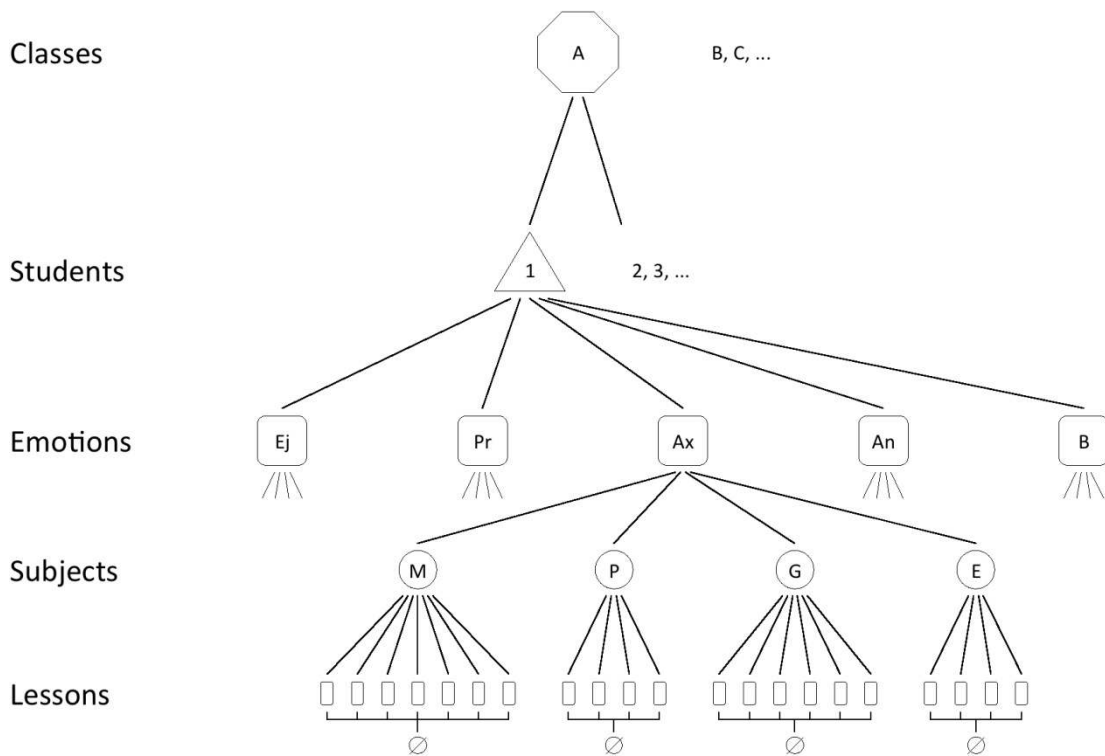 Classes A B, C, ...
Students 1 2, 3, ...
Emotions Ej Pr Ax An B
Subjects M P G E
Lessons
∅ ∅ ∅ ∅